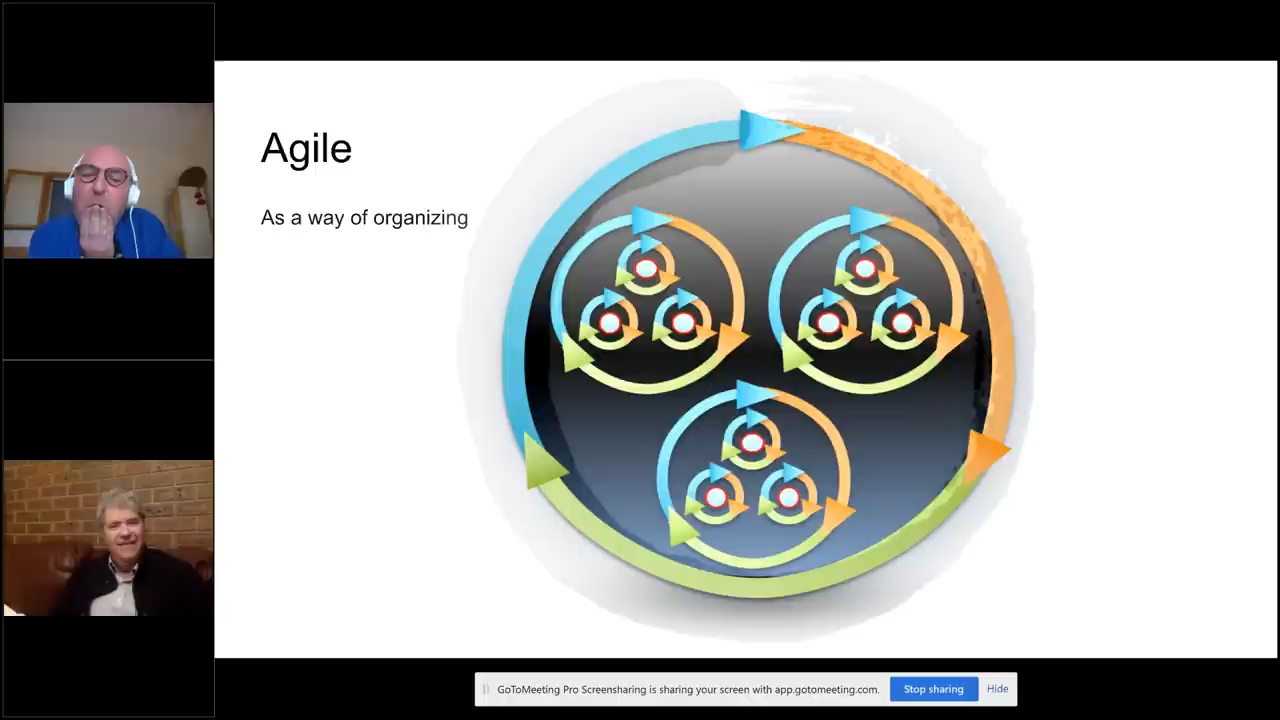 Agile
As a way of organizing
GoToMeeting Pro Screensharing is sharing your screen with app.gotomeeting.com.
Stop sharing
Hide